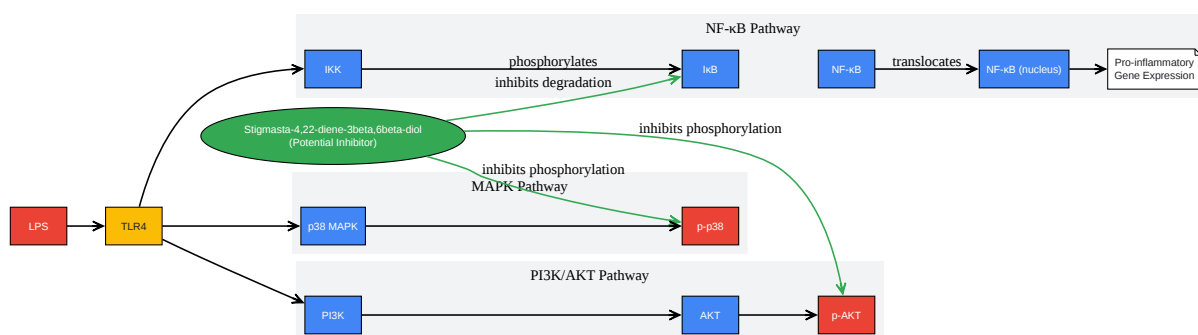 NF-κB Pathway
IKK
phosphorylates
IκB
NF-κB
translocates
NF-κB (nucleus)
Pro-inflammatory
Gene Expression
inhibits degradation
Stigmasta-4,22-diene-3beta,6beta-diol
(Potential Inhibitor)
inhibits phosphorylation
inhibits phosphorylation
MAPK Pathway
LPS
TLR4
p38 MAPK
p-p38
PI3K/AKT Pathway
PI3K
AKT
p-AKT